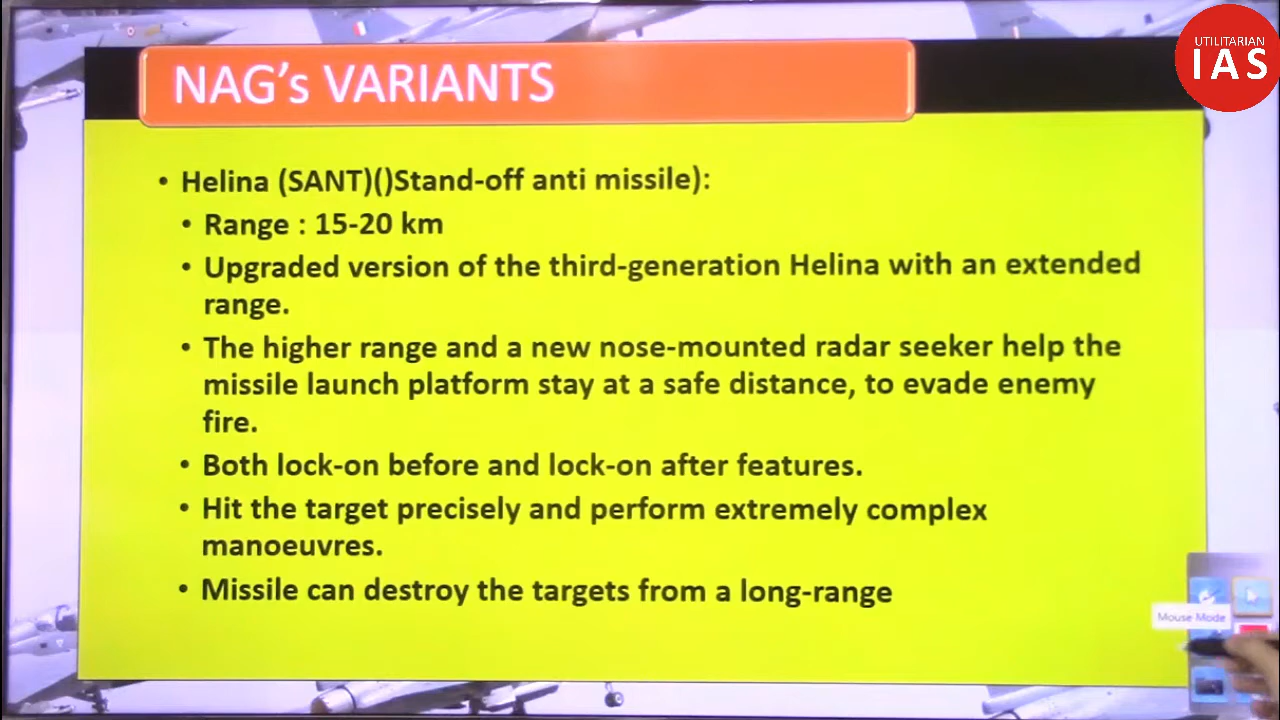 UTILITARIAN
IAS
NAG's VARIANTS
• Helina (SANT)()Stand-off anti missile):
• Range : 15-20 km
• Upgraded version of the third-generation Helina with an extended
range.
• The higher range and a new nose-mounted radar seeker help the
missile launch platform stay at a safe distance, to evade enemy
fire.
• Both lock-on before and lock-on after features.
• Hit the target precisely and perform extremely complex
manoeuvres.
• Missile can destroy the targets from a long-range
Mouse Mode